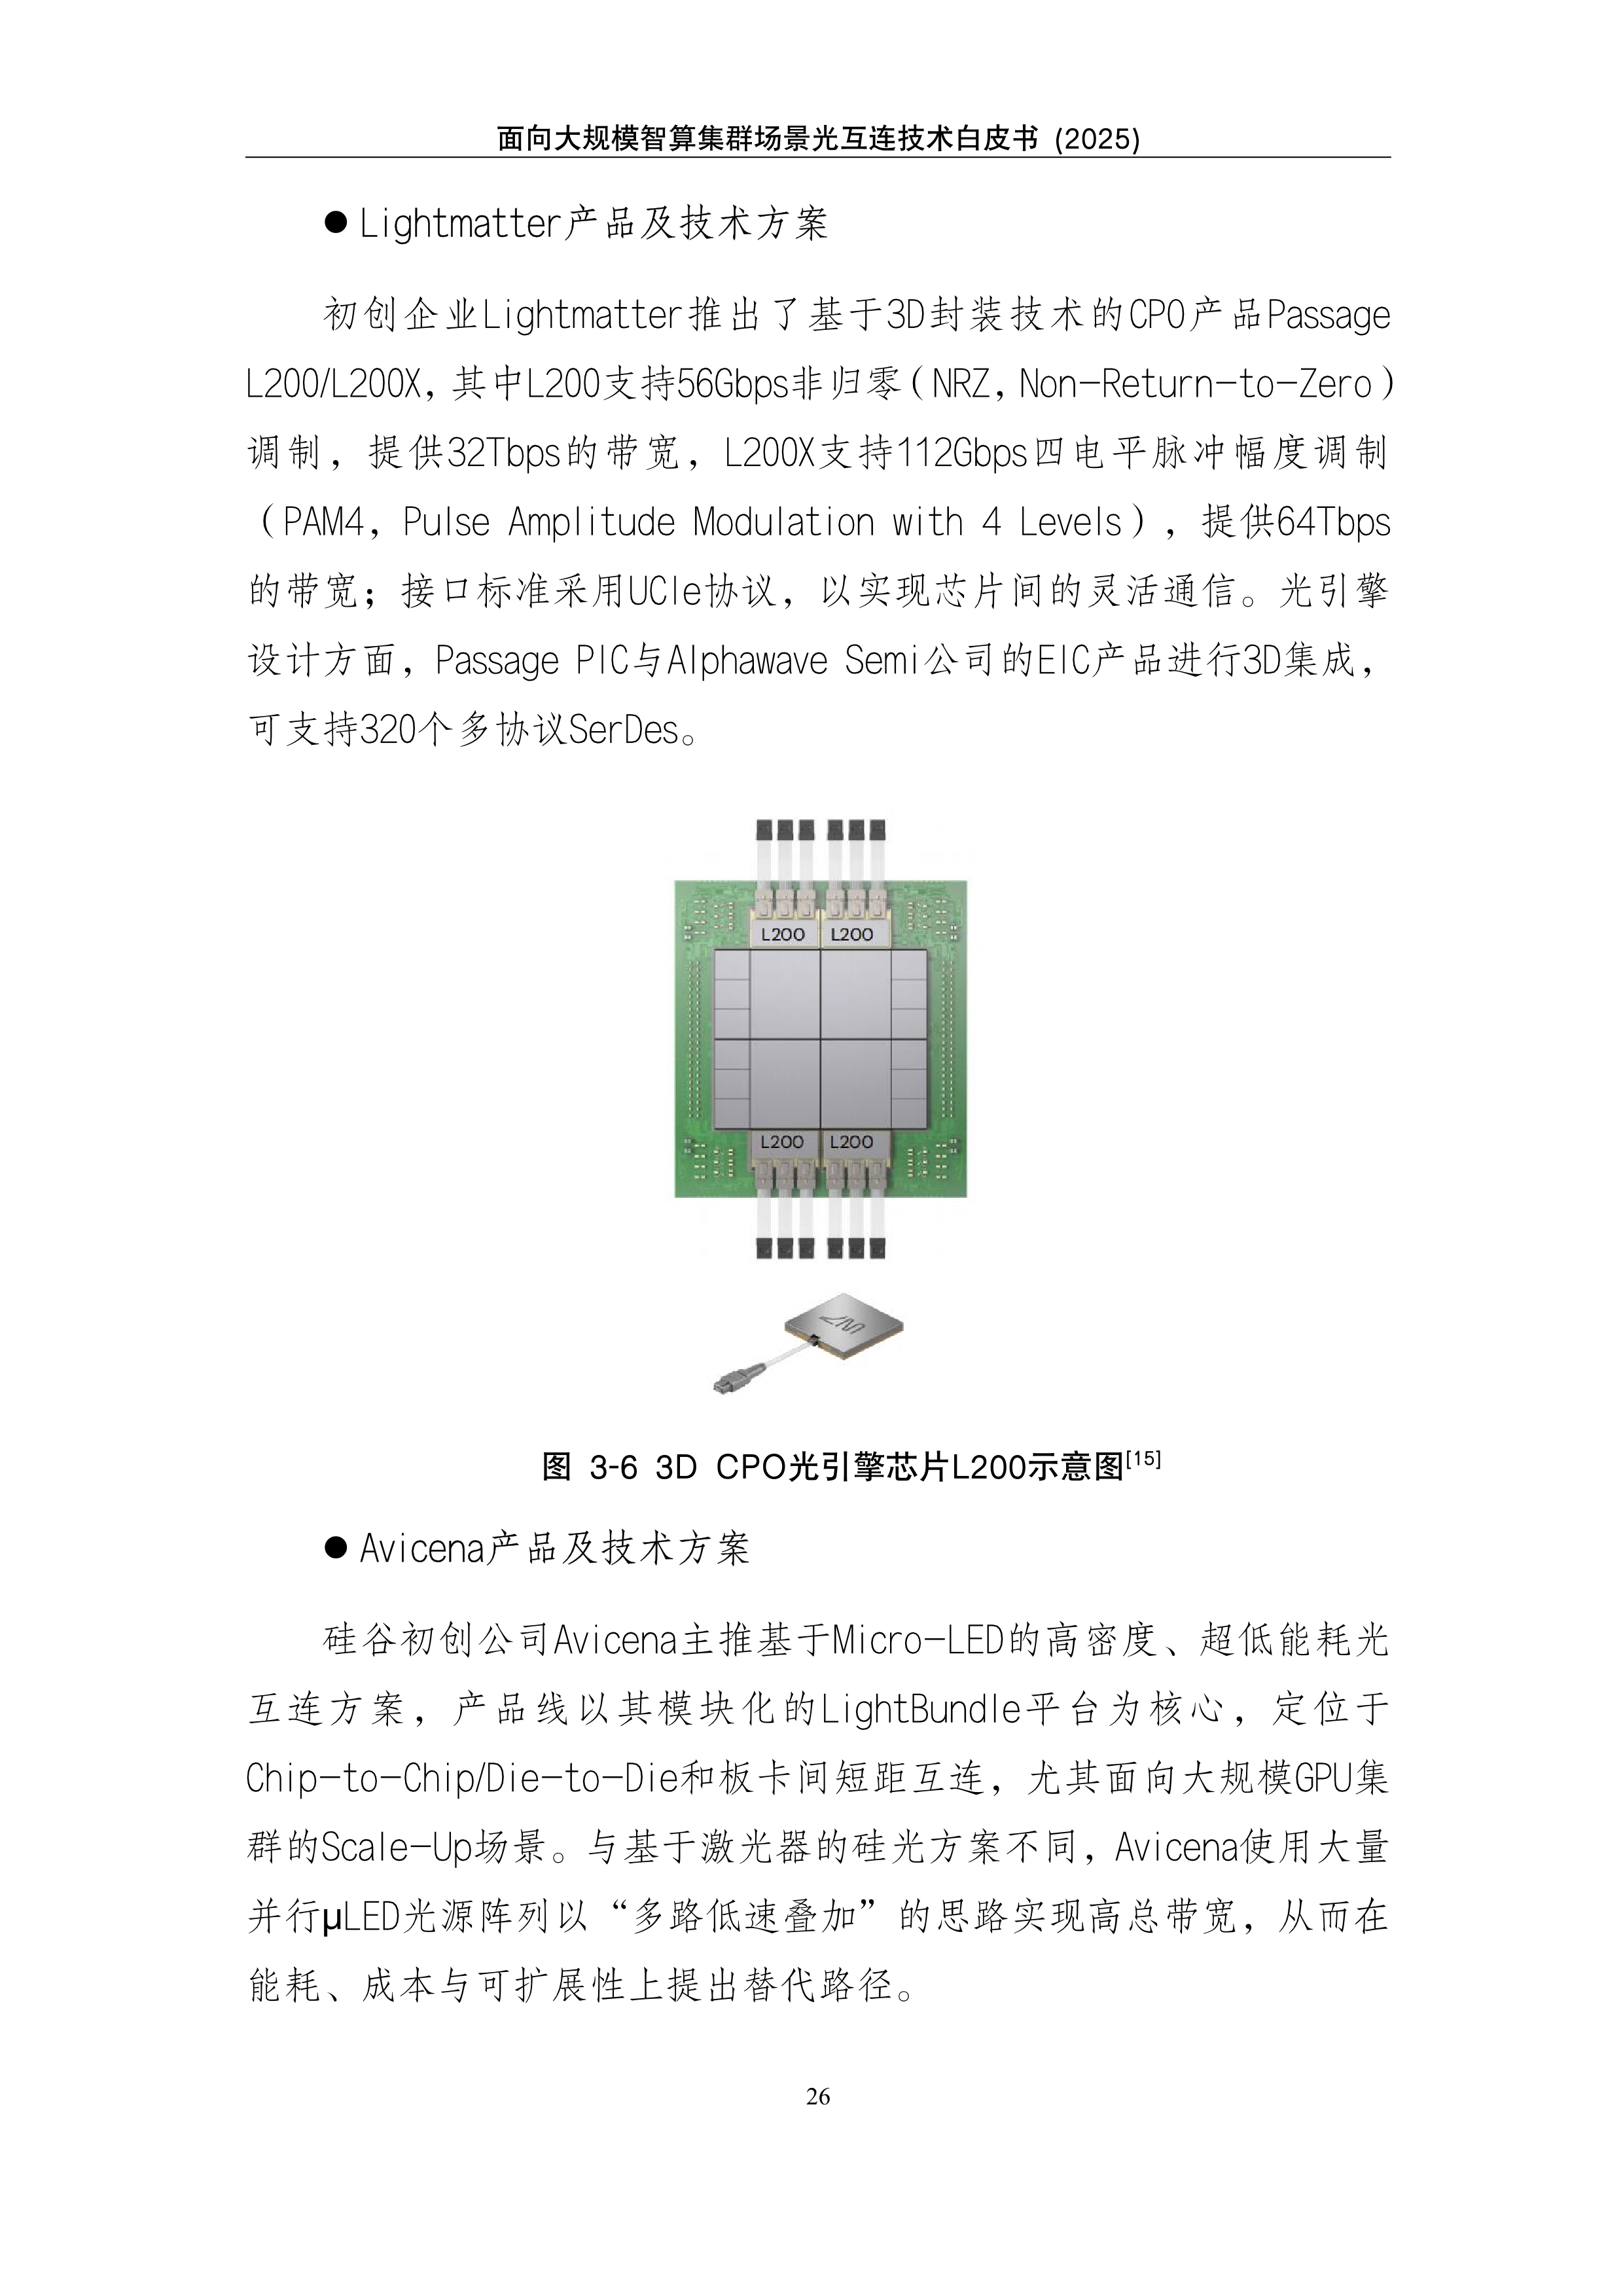 面向大规模智算集群场景光互连技术白皮书 (2025)
● Lightmatter产品及技术方案
初创企业Lightmatter推出了基于3D封装技术的CPO产品Passage
L200/L200X，其中L200支持56Gbps非归零（NRZ，Non-Return-to-Zero）
调制，提供32Tbps的带宽，L200X支持112Gbps四电平脉冲幅度调制
（PAM4，Pulse Amplitude Modulation with 4 Levels），提供64Tbps
的带宽；接口标准采用UCIe协议，以实现芯片间的灵活通信。光引擎
设计方面，Passage PIC与Alphawave Semi公司的EIC产品进行3D集成，
可支持320个多协议SerDes。
L200 L200
L200 L200
图 3-6 3D CPO光引擎芯片L200示意图[15]
● Avicena产品及技术方案
硅谷初创公司Avicena主推基于Micro-LED的高密度、超低能耗光
互连方案，产品线以其模块化的LightBundle平台为核心，定位于
Chip-to-Chip/Die-to-Die和板卡间短距互连，尤其面向大规模GPU集
群的Scale-Up场景。与基于激光器的硅光方案不同，Avicena使用大量
并行μLED光源阵列以“多路低速叠加”的思路实现高总带宽，从而在
能耗、成本与可扩展性上提出替代路径。
26